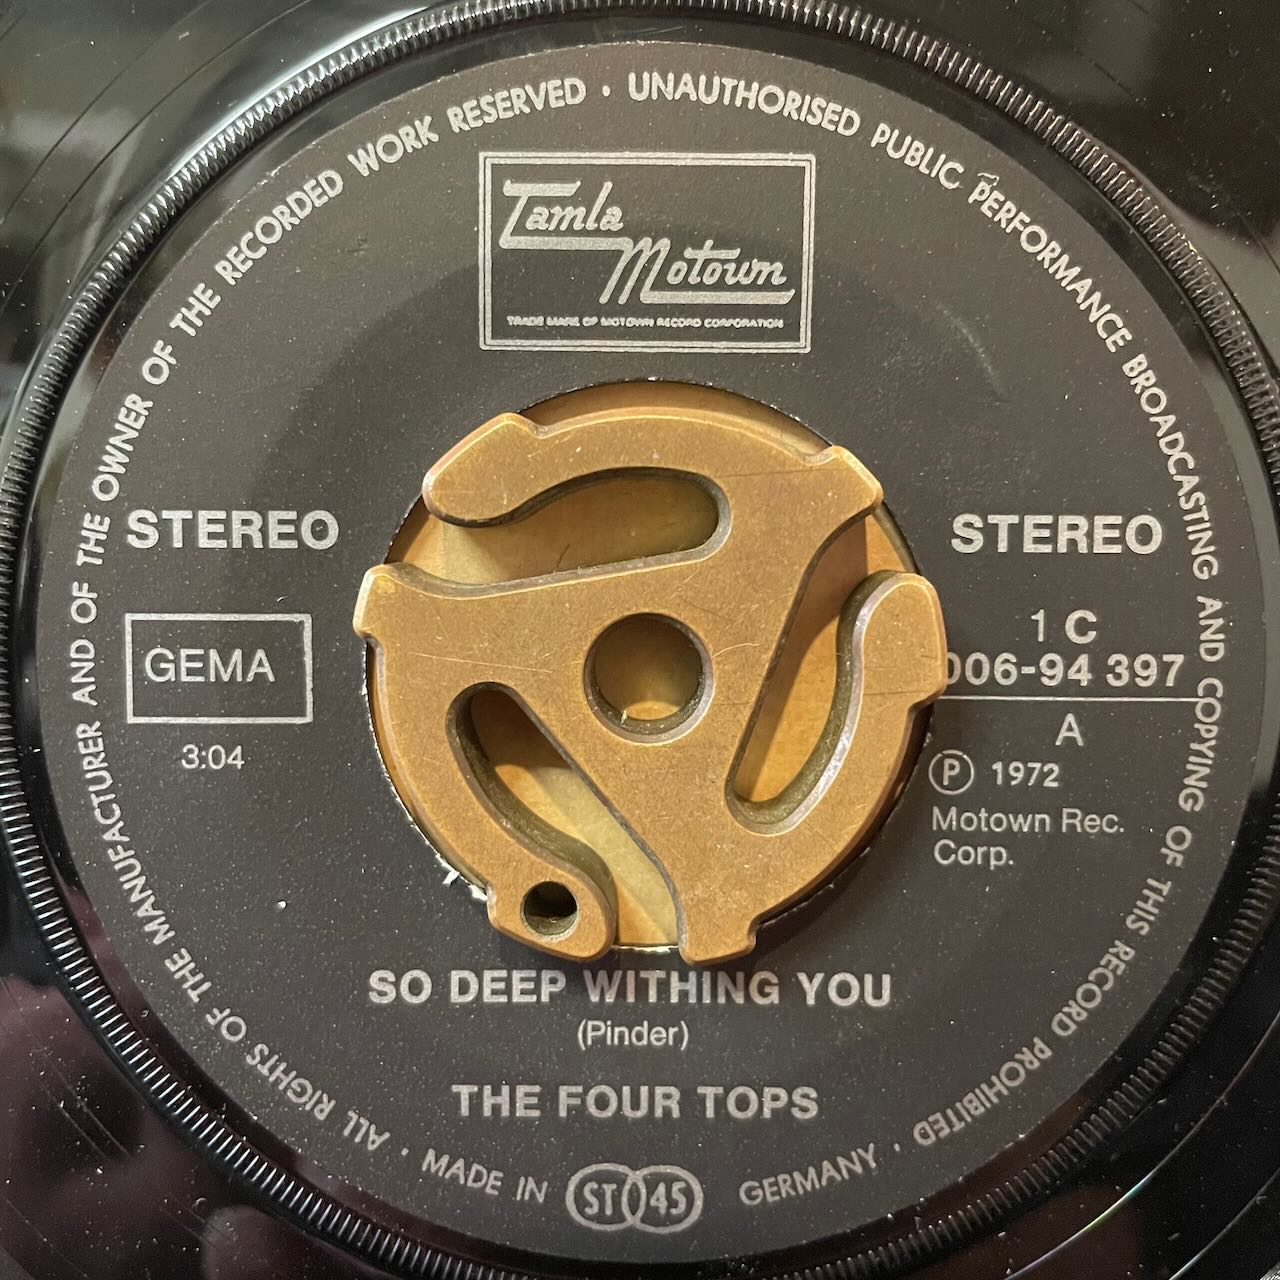 ALL RIGHTS OF THE MANUFACTURER AND OF THE OWNER OF THE RECORDED WORK RESERVED · UNAUTHORISED PUBLIC PERFORMANCE BROADCASTING AND COPYING OF THIS RECORD PROHIBITED ·
Tamla
Motown
TRADE MARK OF MOTOWN RECORD CORPORATION
STEREO
GEMA
3:04
STEREO
1 C
006-94 397
A
Ⓟ 1972
Motown Rec.
Corp.
SO DEEP WITHING YOU
(Pinder)
THE FOUR TOPS
· MADE IN ST 45 GERMANY ·